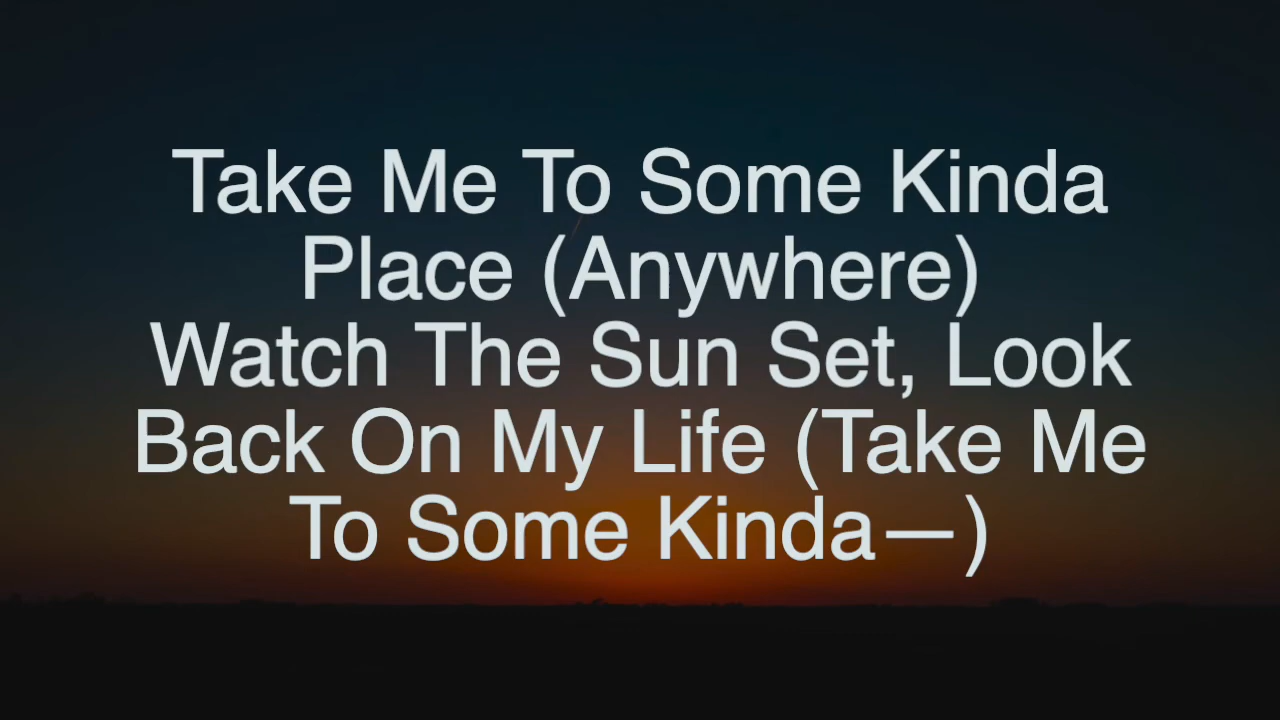 Take Me To Some Kinda
Place (Anywhere)
Watch The Sun Set, Look
Back On My Life (Take Me
To Some Kinda—)